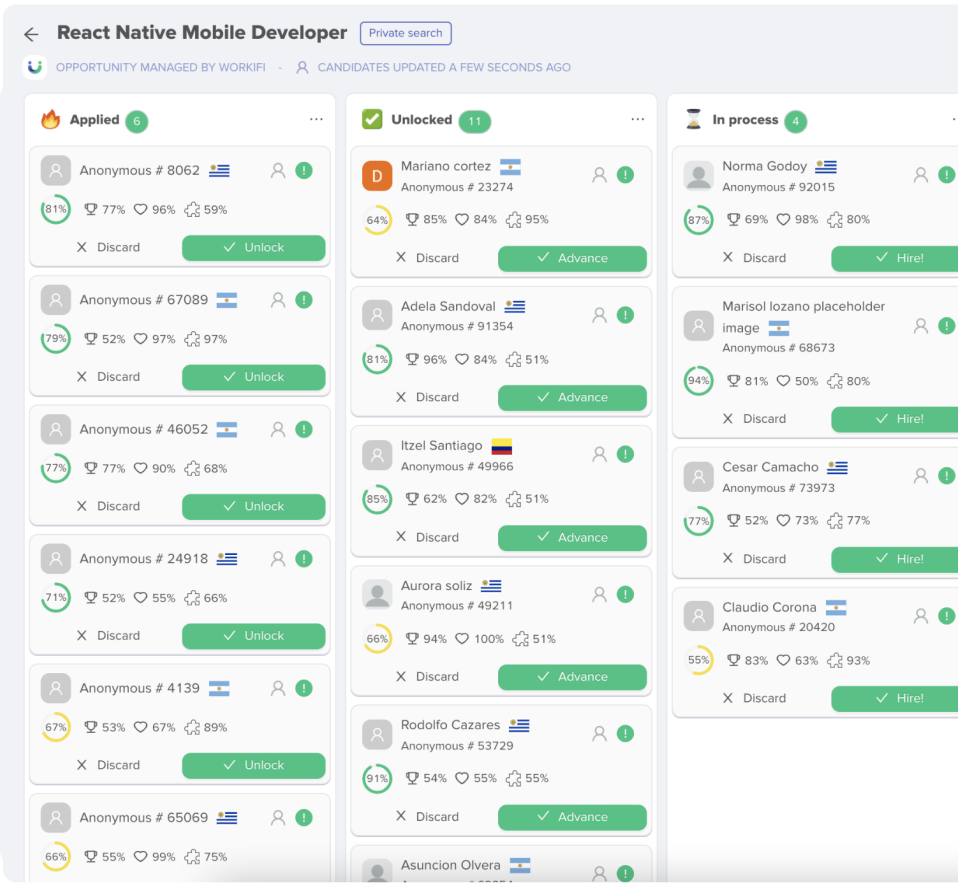 React Native Mobile Developer Private search
OPPORTUNITY MANAGED BY WORKIFI - CANDIDATES UPDATED A FEW SECONDS AGO
Applied 6
Anonymous # 8062
81% 77% 96% 59%
X Discard Unlock
Anonymous # 67089
79% 52% 97% 97%
X Discard Unlock
Anonymous # 46052
77% 77% 90% 68%
X Discard Unlock
Anonymous # 24918
71% 52% 55% 66%
X Discard Unlock
Anonymous # 4139
67% 53% 67% 89%
X Discard Unlock
Anonymous # 65069
66% 55% 99% 75%
Unlocked 11
D
Mariano cortez
Anonymous # 23274
64% 85% 84% 95%
X Discard Advance
Adela Sandoval
Anonymous # 91354
81% 96% 84% 51%
X Discard Advance
Itzel Santiago
Anonymous # 49966
85% 62% 82% 51%
X Discard Advance
Aurora soliz
Anonymous # 49211
66% 94% 100% 51%
X Discard Advance
Rodolfo Cazares
Anonymous # 53729
91% 54% 55% 55%
X Discard Advance
Asuncion Olvera
In process 4
Norma Godoy
Anonymous # 92015
87% 69% 98% 80%
X Discard Hire!
Marisol lozano placeholder
image
Anonymous # 68673
94% 81% 50% 80%
X Discard Hire!
Cesar Camacho
Anonymous # 73973
77% 52% 73% 77%
X Discard Hire!
Claudio Corona
Anonymous # 20420
55% 83% 63% 93%
X Discard Hire!